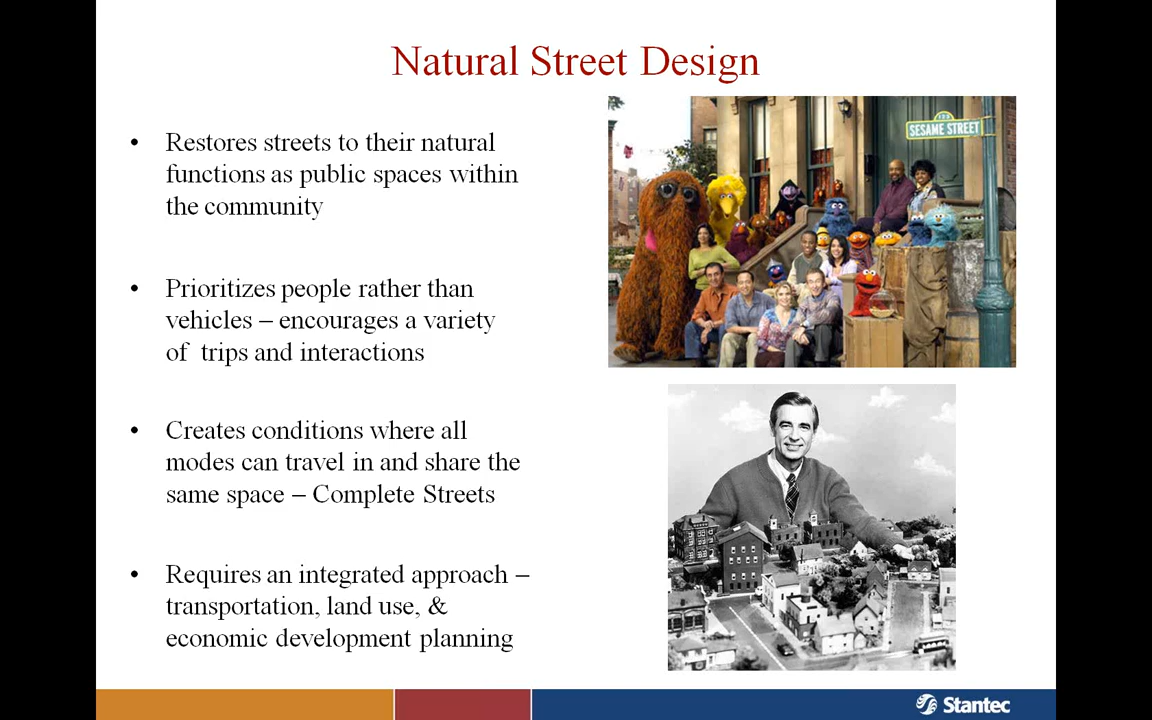 Natural Street Design
• Restores streets to their natural
functions as public spaces within
the community
• Prioritizes people rather than
vehicles – encourages a variety
of trips and interactions
• Creates conditions where all
modes can travel in and share the
same space – Complete Streets
• Requires an integrated approach –
transportation, land use, &
economic development planning
123
SESAME STREET
Stantec